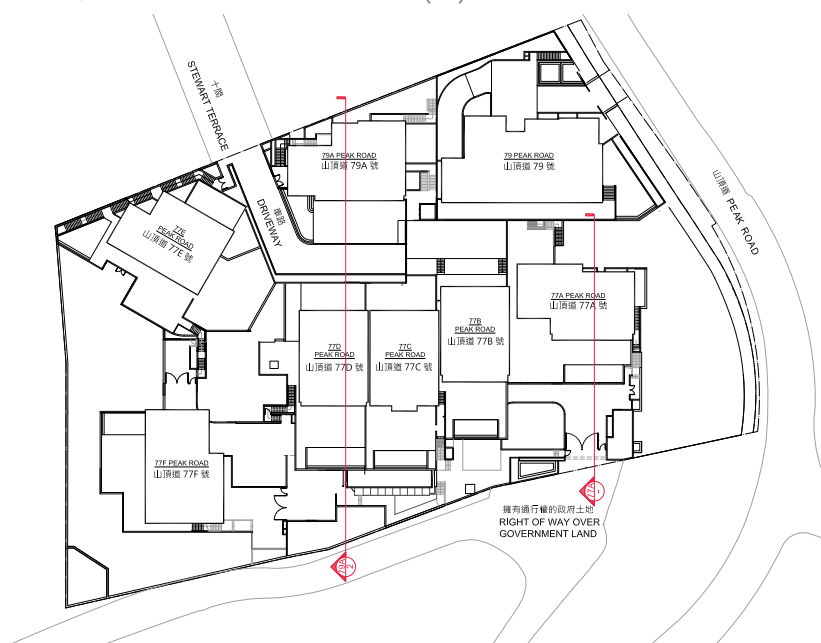 十間
STEWART TERRACE
79A PEAK ROAD
山頂道 79A 號
79 PEAK ROAD
山頂道 79 號
山頂道 PEAK ROAD
車路
DRIVEWAY
77E
PEAK ROAD
山頂道 77E 號
77A PEAK ROAD
山頂道 77A 號
77B
PEAK ROAD
山頂道 77B 號
77D
PEAK ROAD
山頂道 77D 號
77C
PEAK ROAD
山頂道 77C 號
77F PEAK ROAD
山頂道 77F 號
77A
擁有通行權的政府土地
RIGHT OF WAY OVER
GOVERNMENT LAND
79A
2